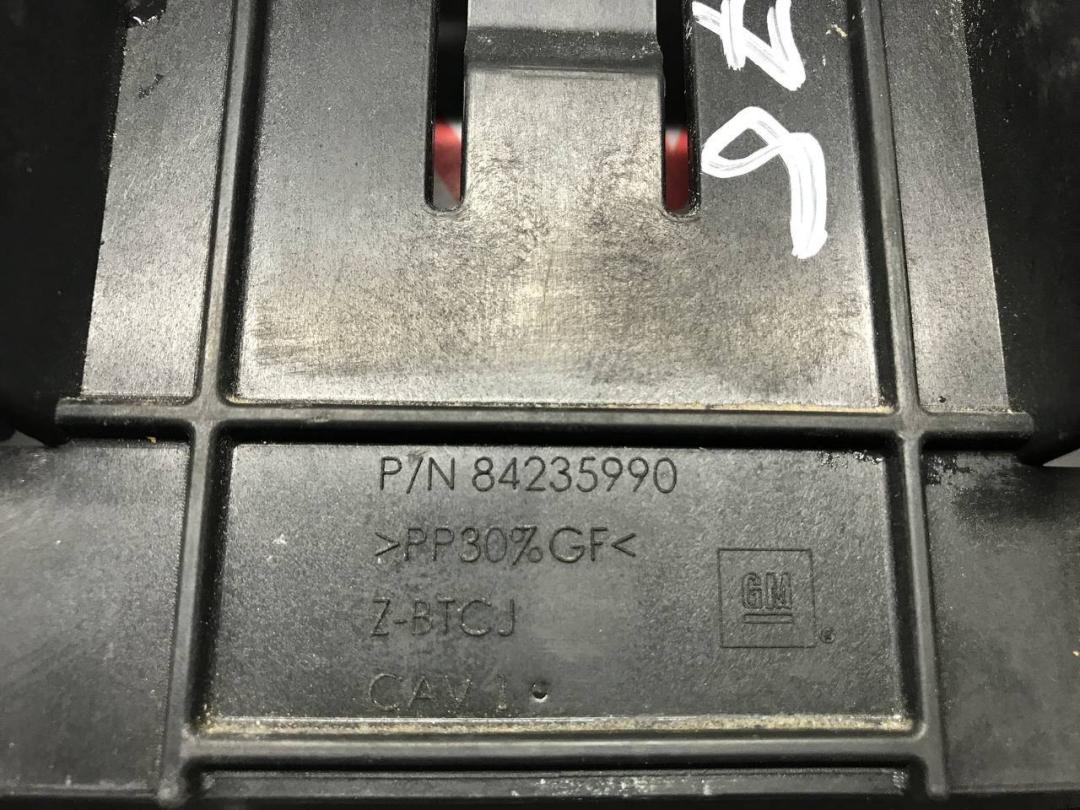 P/N 84235990
>PP30%GF<
Z-BTCJ
CAV 1
GM